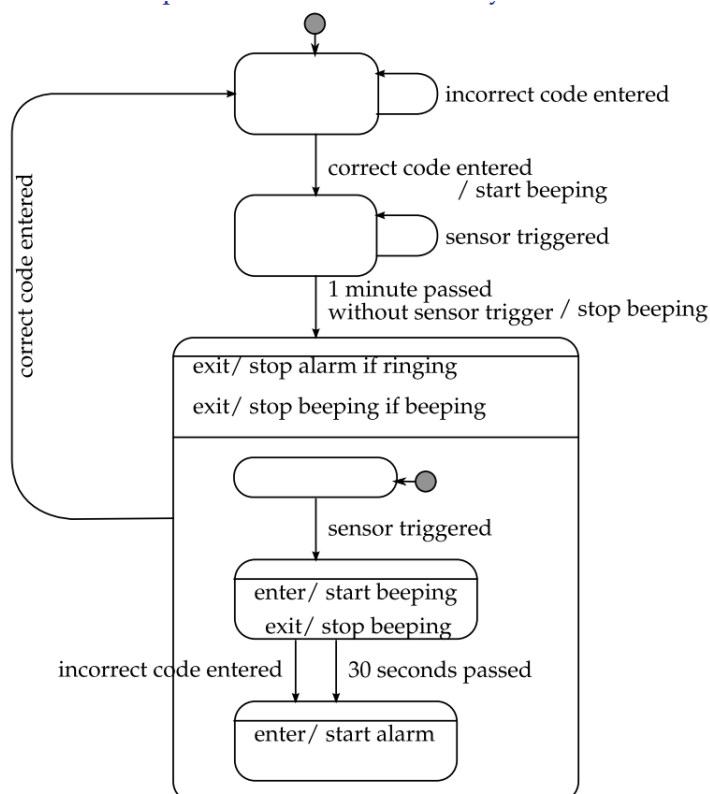 incorrect code entered
correct code entered
/ start beeping
sensor triggered
correct code entered
1 minute passed
without sensor trigger / stop beeping
exit/ stop alarm if ringing
exit/ stop beeping if beeping
sensor triggered
enter/ start beeping
exit/ stop beeping
incorrect code entered
30 seconds passed
enter/ start alarm